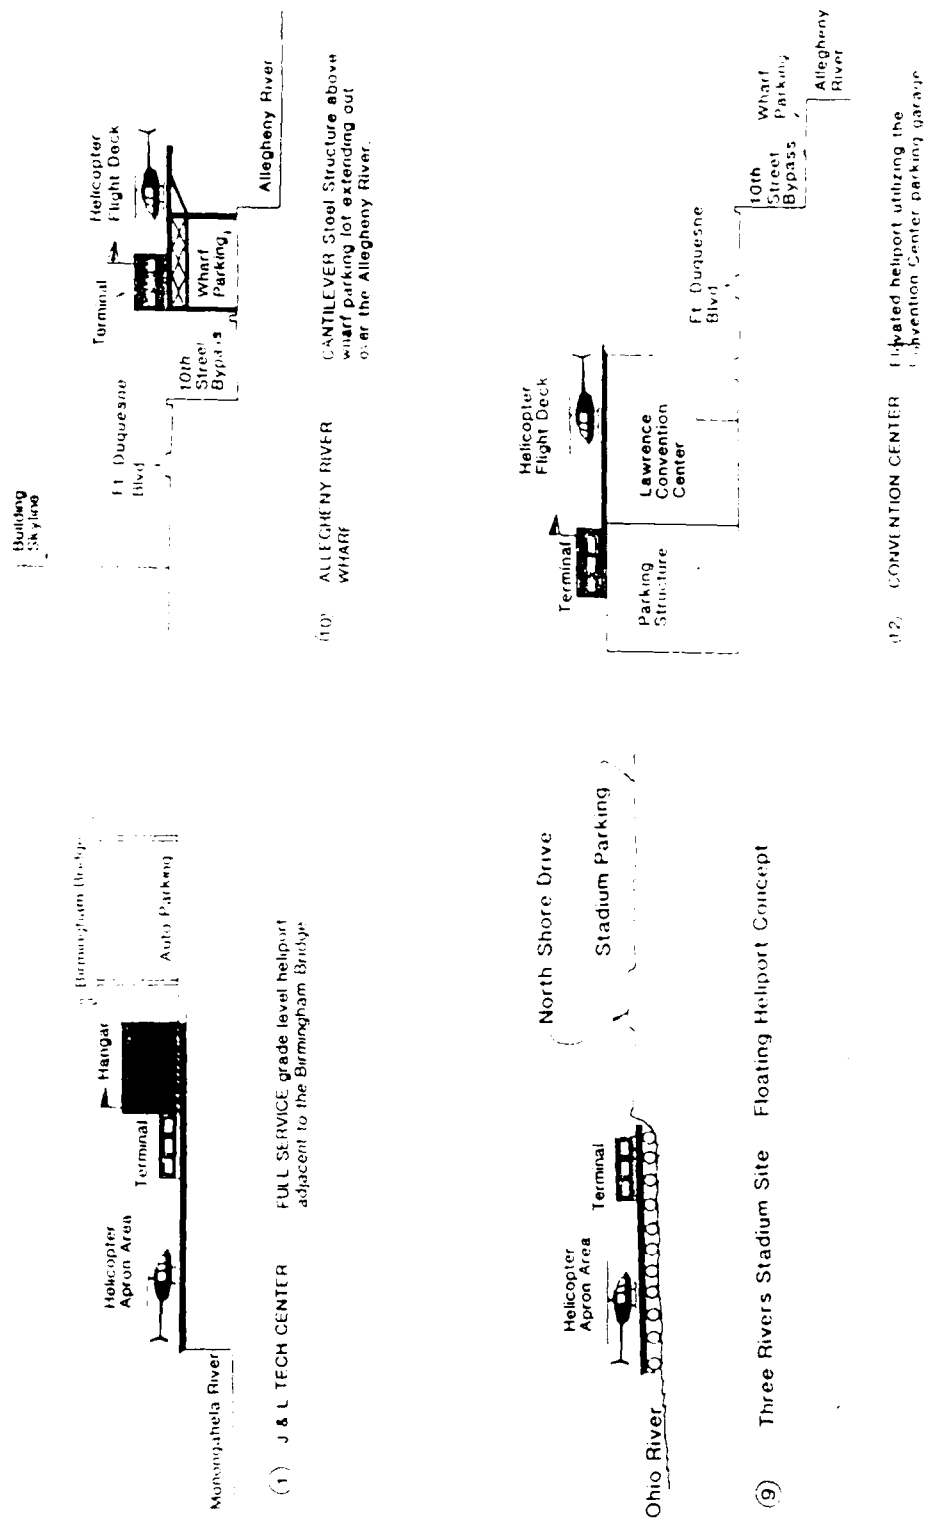 Birmingham Bridge
Hangar
Auto Parking
Terminal
Helicopter
Apron Area
Monongahela River
(1) J & L TECH CENTER
FULL SERVICE grade level heliport
adjacent to the Birmingham Bridge
Building
Skyline
Helicopter
Flight Deck
Terminal
Ft Duquesne
Blvd
10th
Street
Bypass
Wharf
Parking
Allegheny River
(10) ALLEGHENY RIVER
WHARF
CANTILEVER Steel Structure above
wharf parking lot extending out
over the Allegheny River.
North Shore Drive
Helicopter
Apron Area
Terminal
Stadium Parking
Ohio River
(9) Three Rivers Stadium Site Floating Heliport Concept
Helicopter
Flight Deck
Terminal
Parking
Structure
Lawrence
Convention
Center
Ft Duquesne
Blvd
10th
Street
Bypass
Wharf
Parking
Allegheny
River
(12) CONVENTION CENTER
Elevated heliport utilizing the
Convention Center parking garage